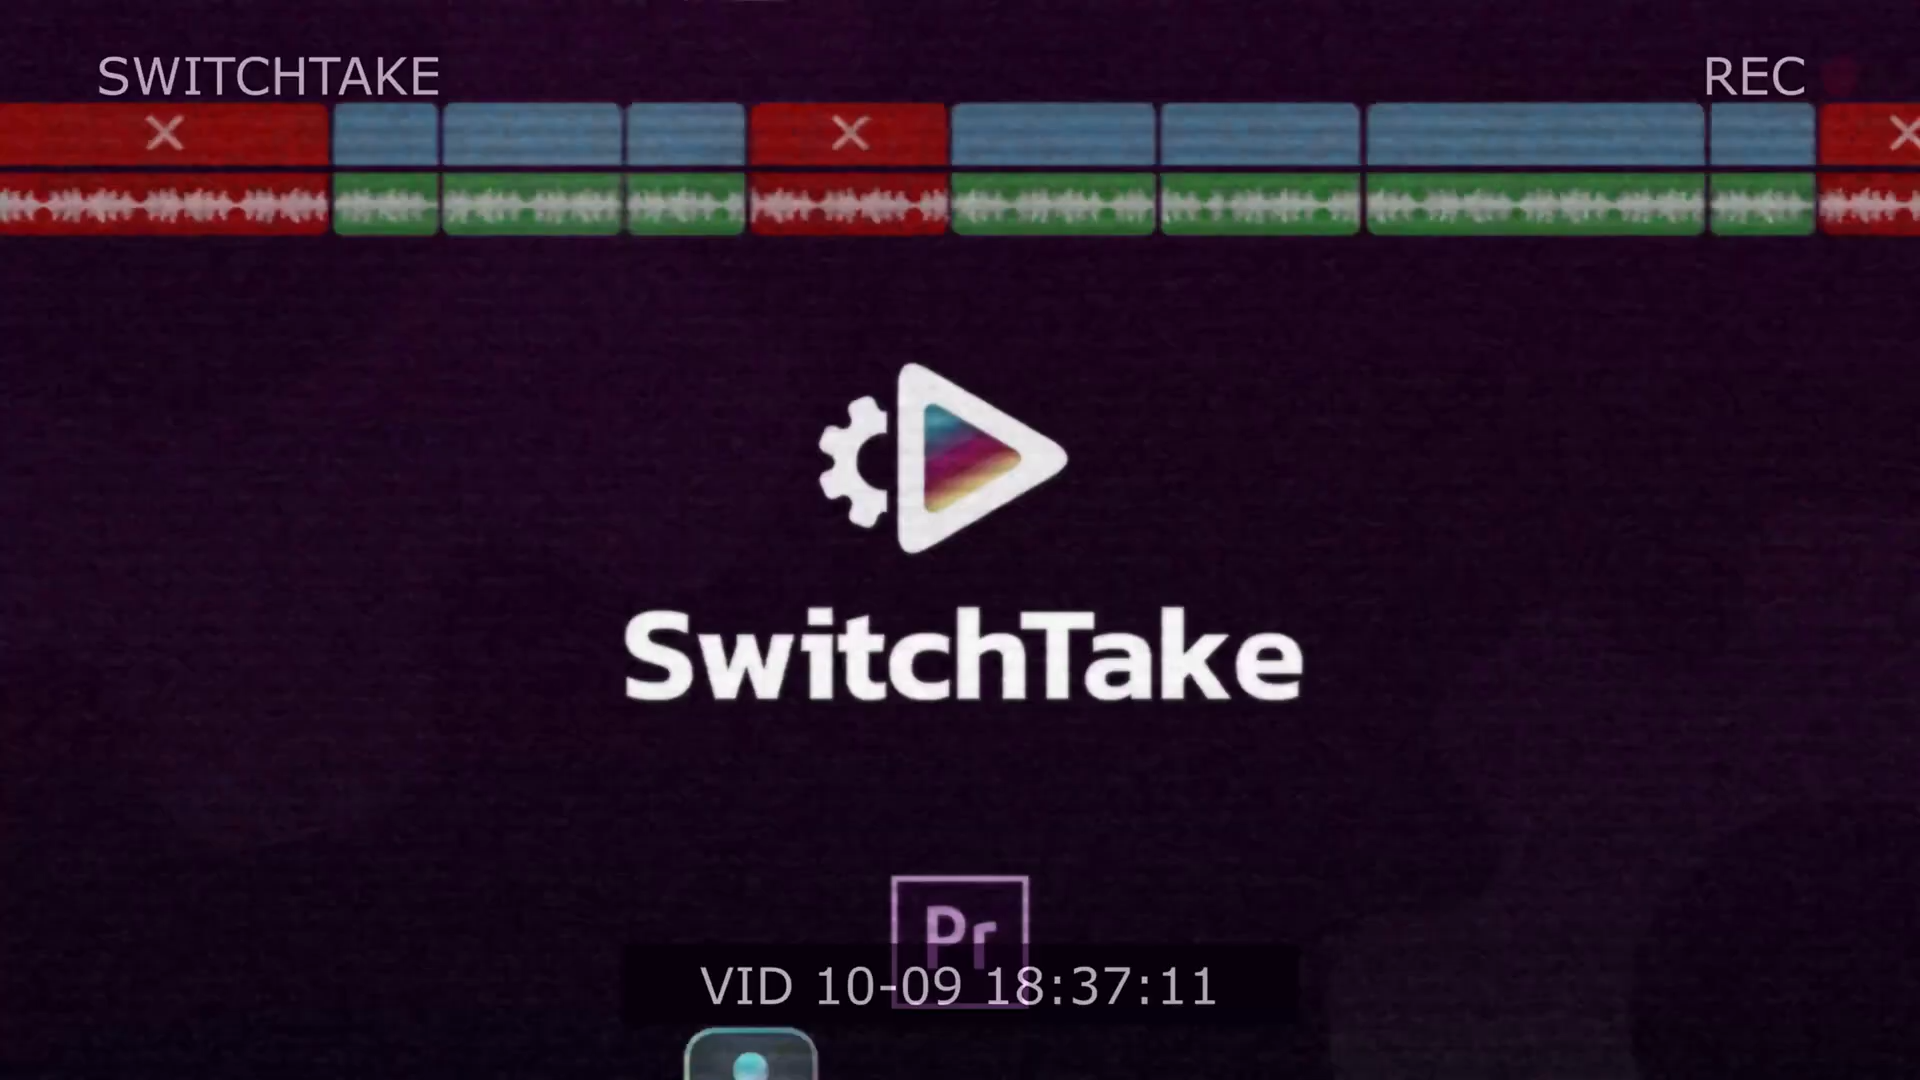 SWITCHTAKE
REC
SwitchTake
Pr
VID 10-09 18:37:11